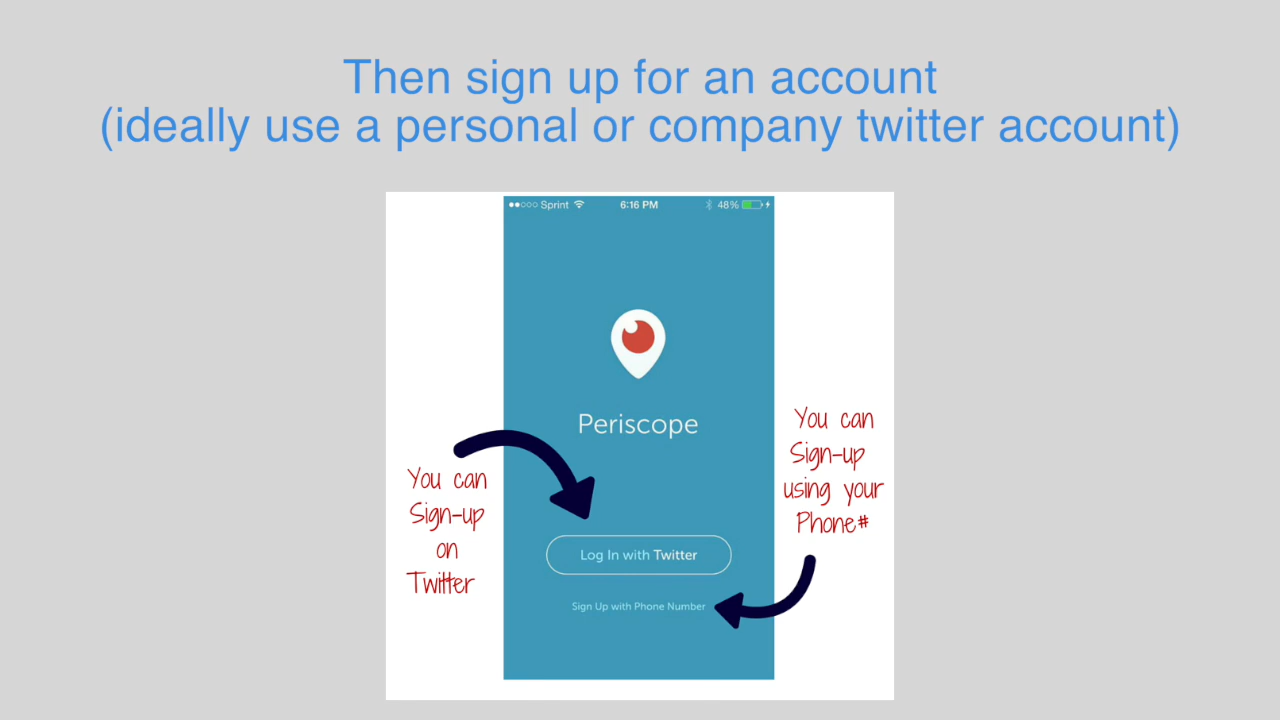 Then sign up for an account
(ideally use a personal or company twitter account)
Sprint 6:16 PM 48%
Periscope
You can
Sign-up
on
Twitter
You can
Sign-up
using your
Phone#
Log In with Twitter
Sign Up with Phone Number